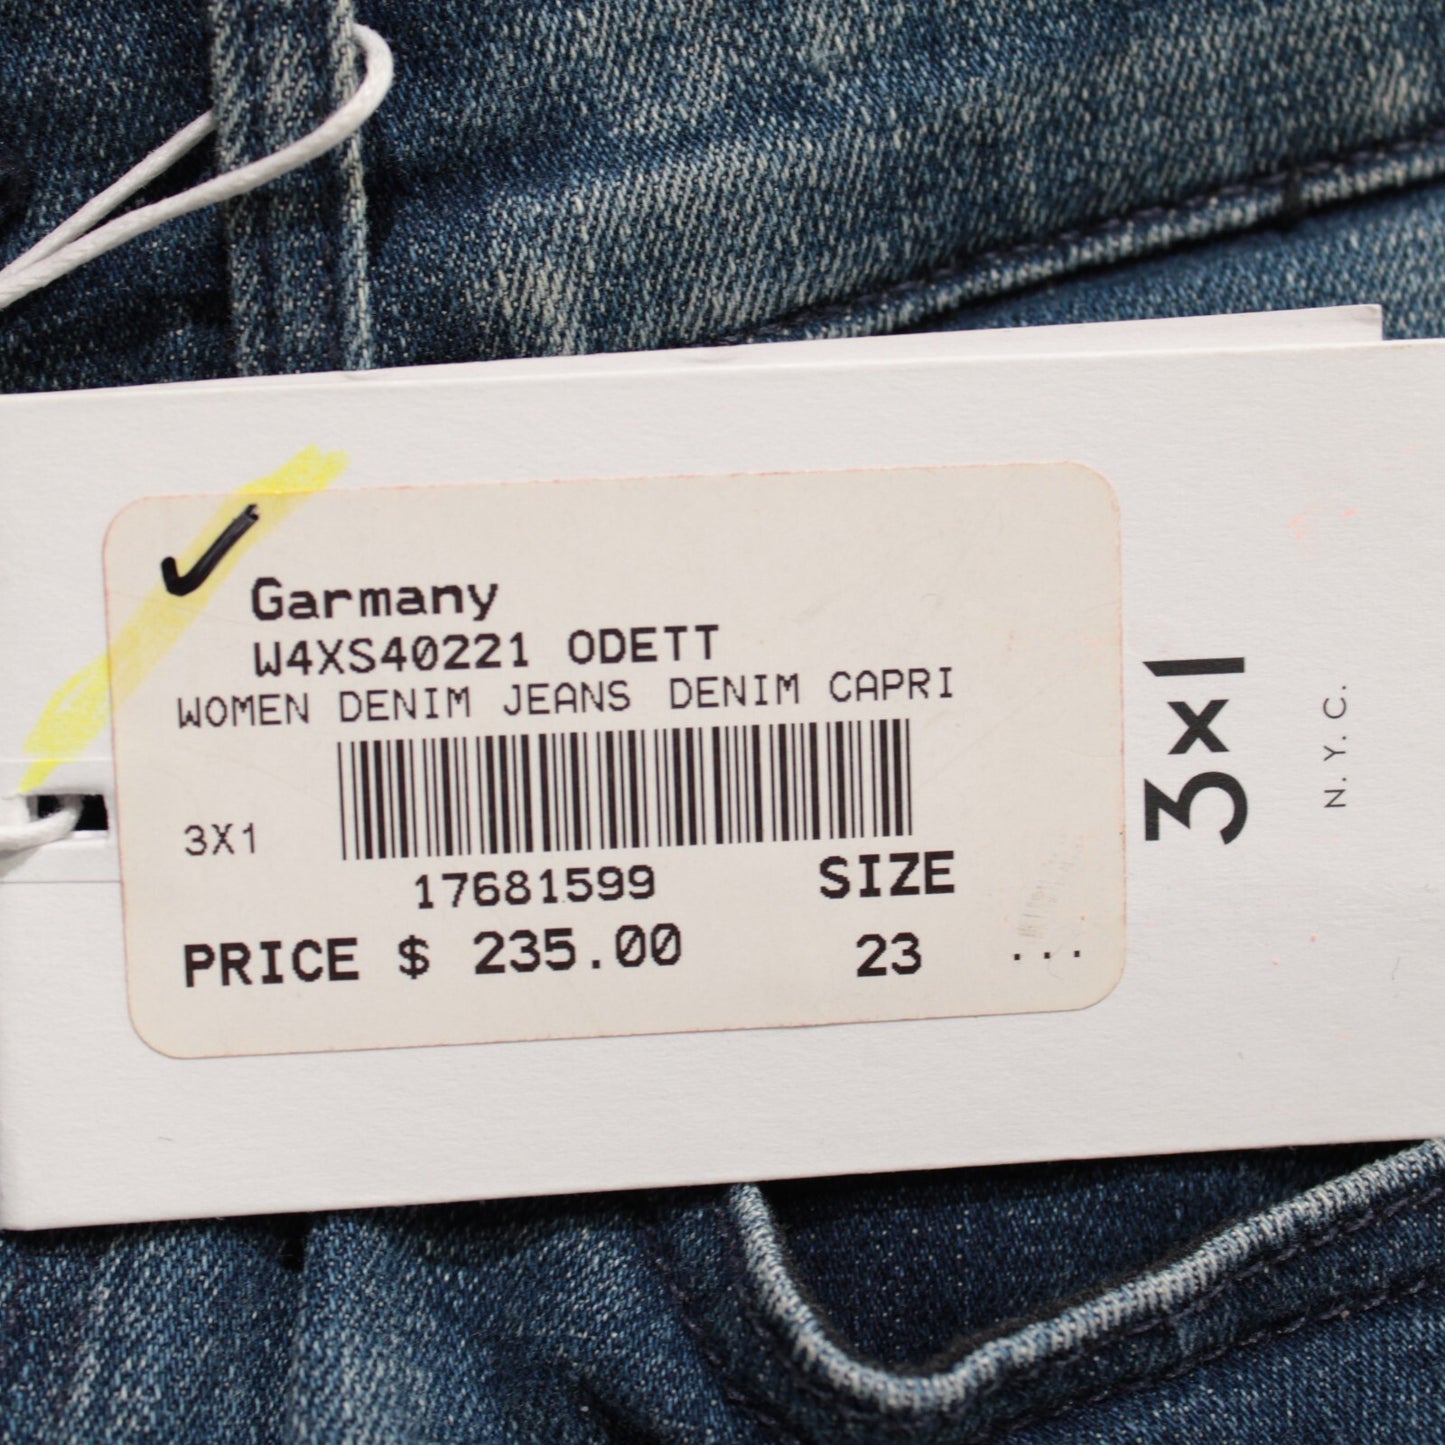 Garmany
W4XS40221 ODETT
WOMEN DENIM JEANS DENIM CAPRI
3X1
17681599
SIZE
PRICE $ 235.00 23 ...
3x1
N.Y.C.